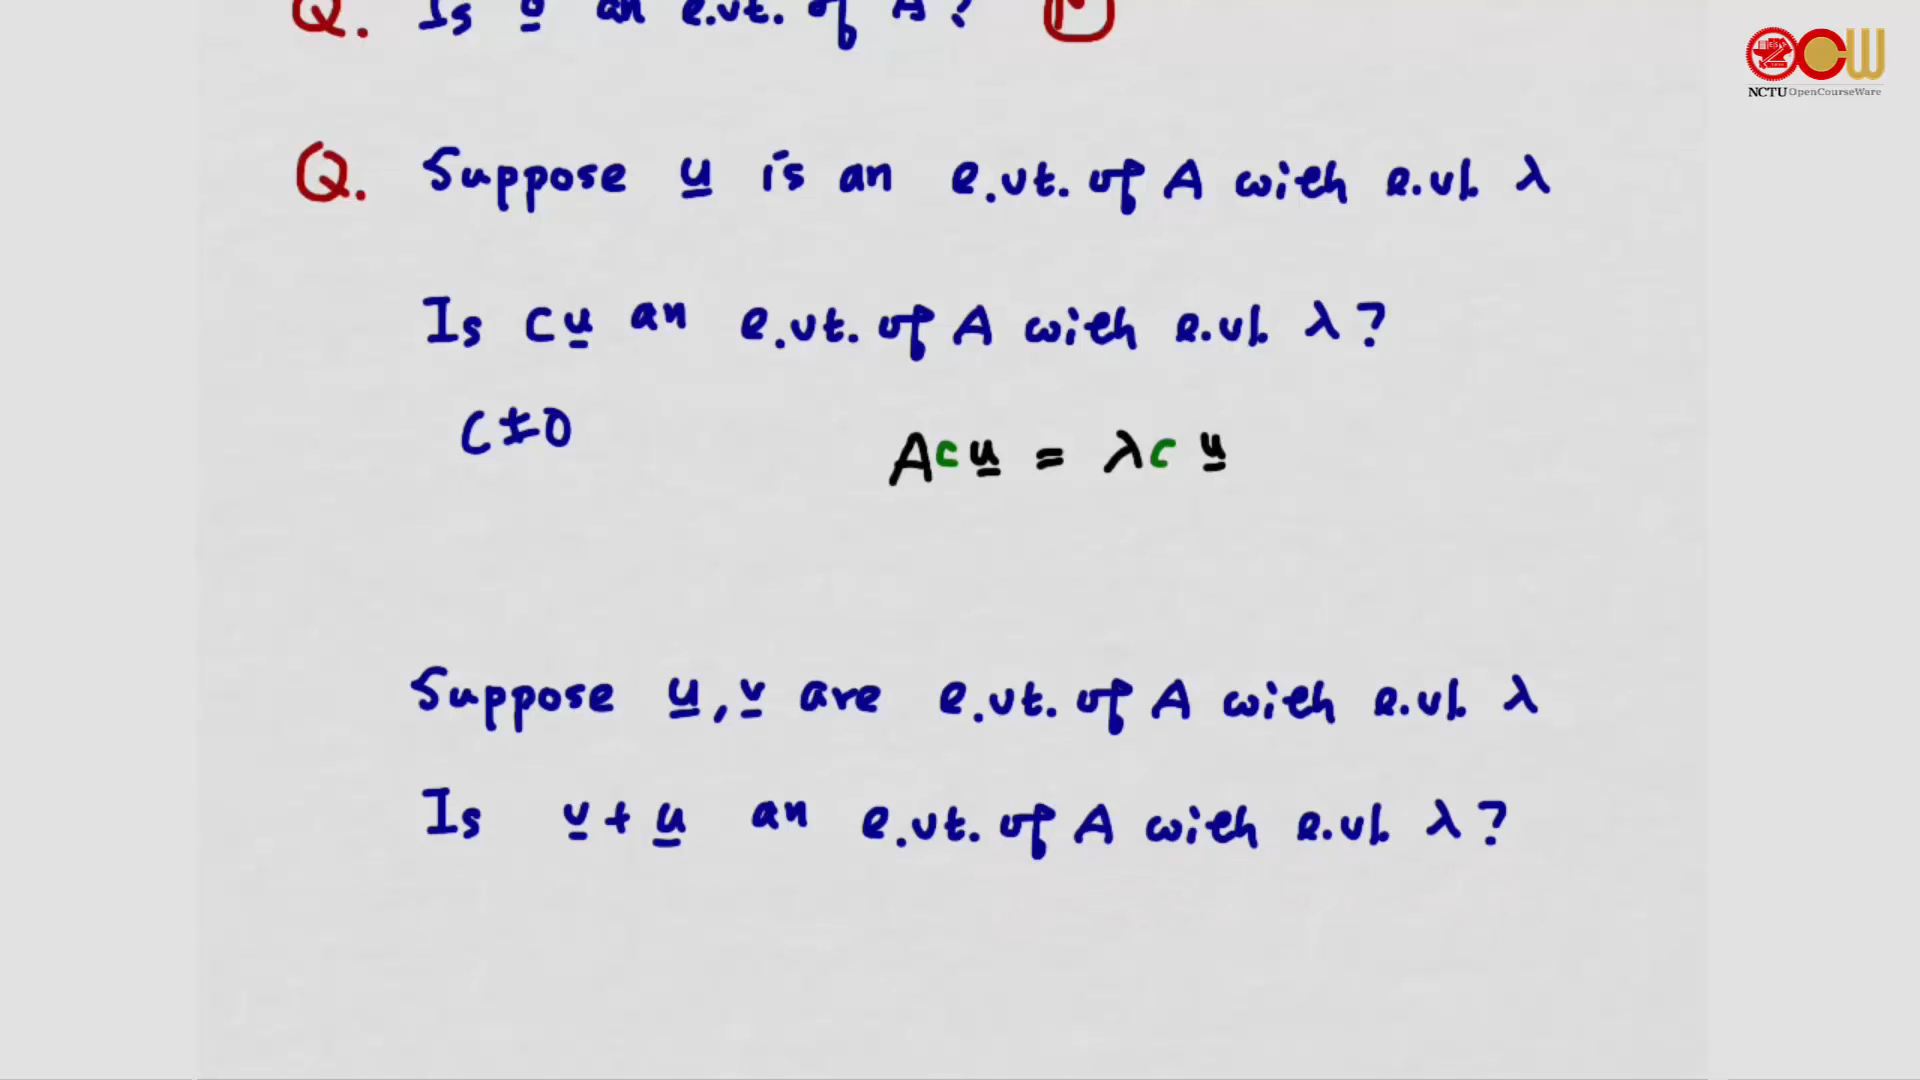 Q. Is 0 an e.vt. of A? N
NCTU OpenCourseWare
Q. Suppose u is an e.vt. of A with e.vl. λ
Is cu an e.vt. of A with e.vl. λ?
c≠0
Acu = λcu
Suppose u, v are e.vt. of A with e.vl. λ
Is v + u an e.vt. of A with e.vl. λ?